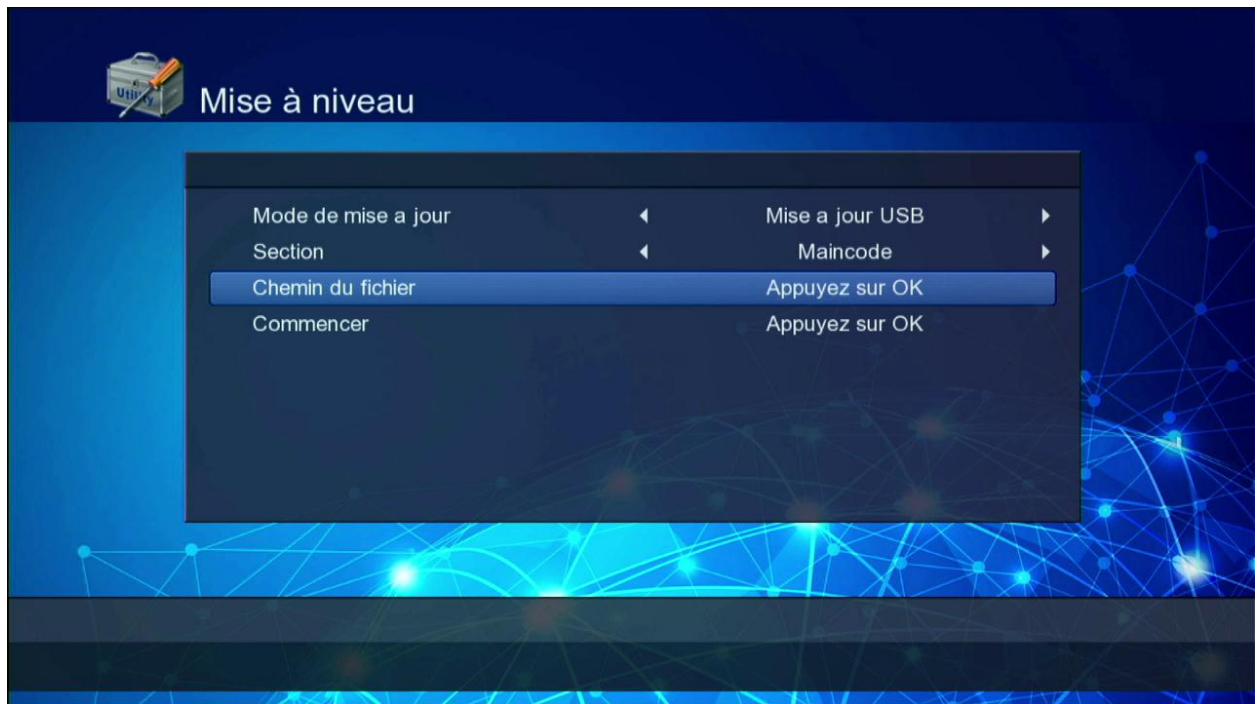 Utility
Mise à niveau
Mode de mise a jour Mise a jour USB
Section Maincode
Chemin du fichier Appuyez sur OK
Commencer Appuyez sur OK